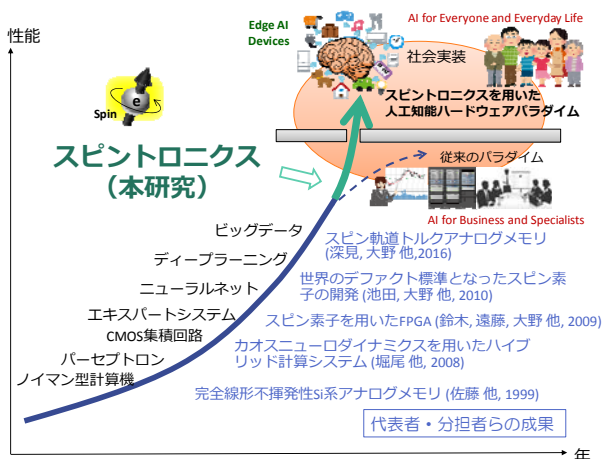 性能
Edge AI
Devices
AI for Everyone and Everyday Life
社会実装
スピントロニクスを用いた
人工知能ハードウェアパラダイム
Spin
e
スピントロニクス
(本研究)
従来のパラダイム
AI for Business and Specialists
ビッグデータ
ディープラーニング
ニューラルネット
エキスパートシステム
CMOS集積回路
パーセプトロン
ノイマン型計算機
スピン軌道トルクアナログメモリ
(深見, 大野 他,2016)
世界のデファクト標準となったスピン素
子の開発 (池田, 大野 他, 2010)
スピン素子を用いたFPGA (鈴木, 遠藤, 大野 他, 2009)
カオスニューロダイナミクスを用いたハイブ
リッド計算システム (堀尾 他, 2008)
完全線形不揮発性Si系アナログメモリ (佐藤 他, 1999)
代表者・分担者らの成果
年